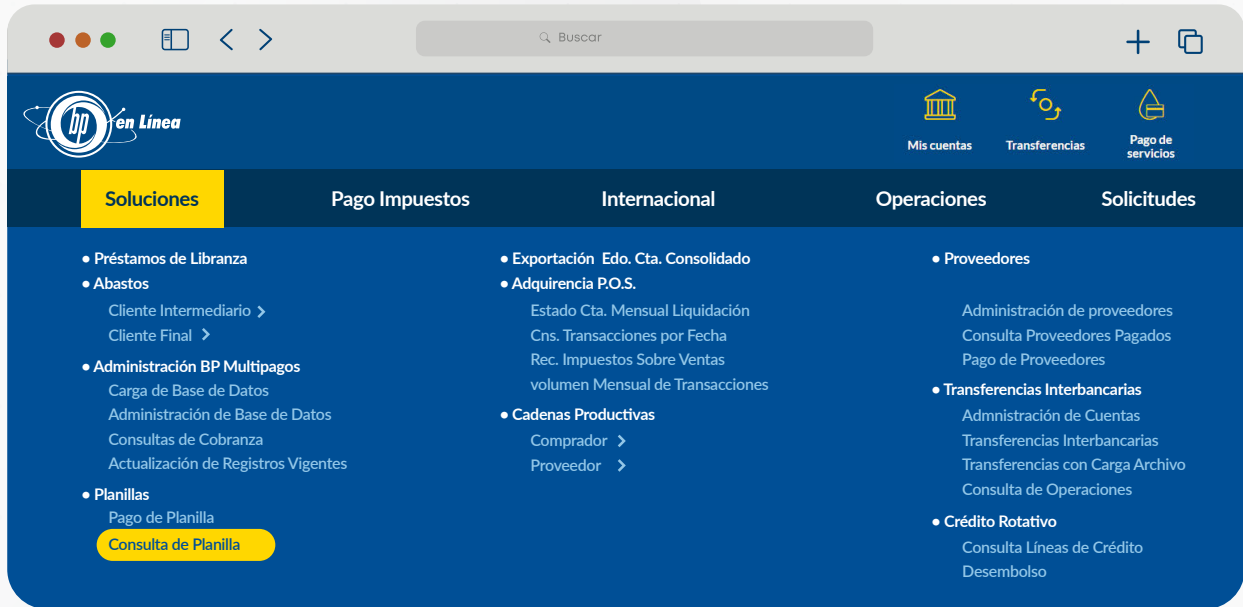 Buscar
bp en Línea
Mis cuentas
Transferencias
Pago de
servicios
Soluciones
Pago Impuestos
Internacional
Operaciones
Solicitudes
• Préstamos de Libranza
• Abastos
Cliente Intermediario >
Cliente Final >
• Administración BP Multipagos
Carga de Base de Datos
Administración de Base de Datos
Consultas de Cobranza
Actualización de Registros Vigentes
• Planillas
Pago de Planilla
Consulta de Planilla
• Exportación Edo. Cta. Consolidado
• Adquirencia P.O.S.
Estado Cta. Mensual Liquidación
Cns. Transacciones por Fecha
Rec. Impuestos Sobre Ventas
volumen Mensual de Transacciones
• Cadenas Productivas
Comprador >
Proveedor >
• Proveedores
Administración de proveedores
Consulta Proveedores Pagados
Pago de Proveedores
• Transferencias Interbancarias
Admnistración de Cuentas
Transferencias Interbancarias
Transferencias con Carga Archivo
Consulta de Operaciones
• Crédito Rotativo
Consulta Líneas de Crédito
Desembolso